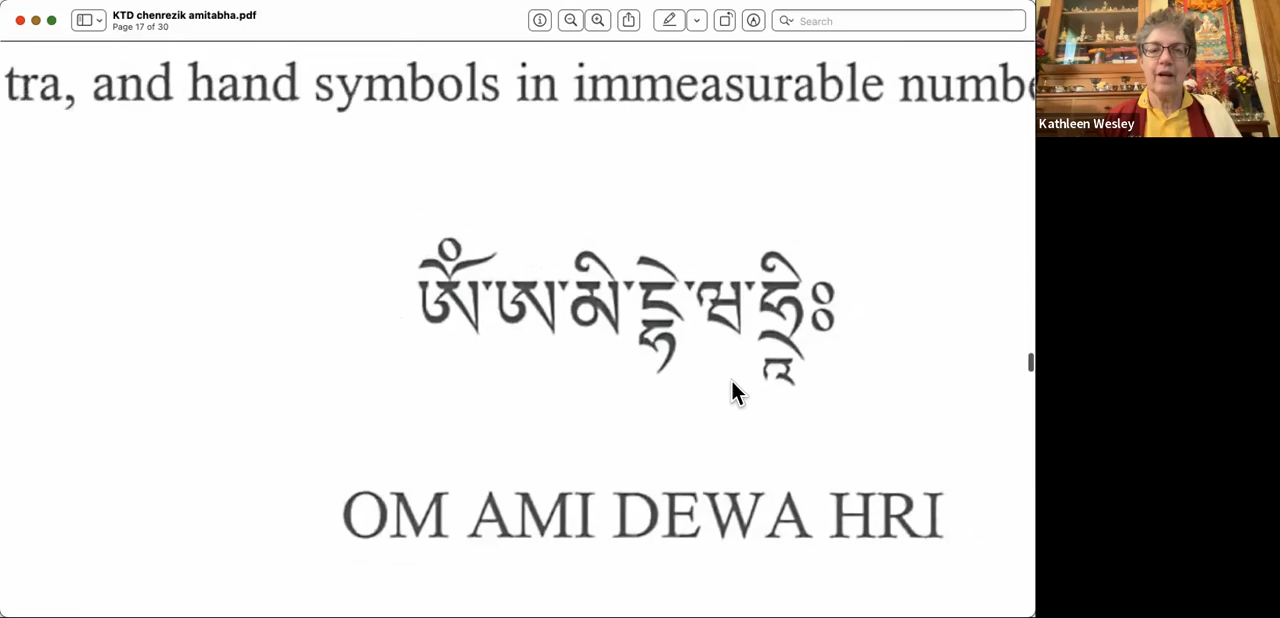 KTD chenrezik amitabha.pdf
Page 17 of 30
Search
tra, and hand symbols in immeasurable numbe
ཨོཾ་ཨ་མི་དྷེ་ཝ་ཧྲཱིཿ
OM AMI DEWA HRI
Kathleen Wesley